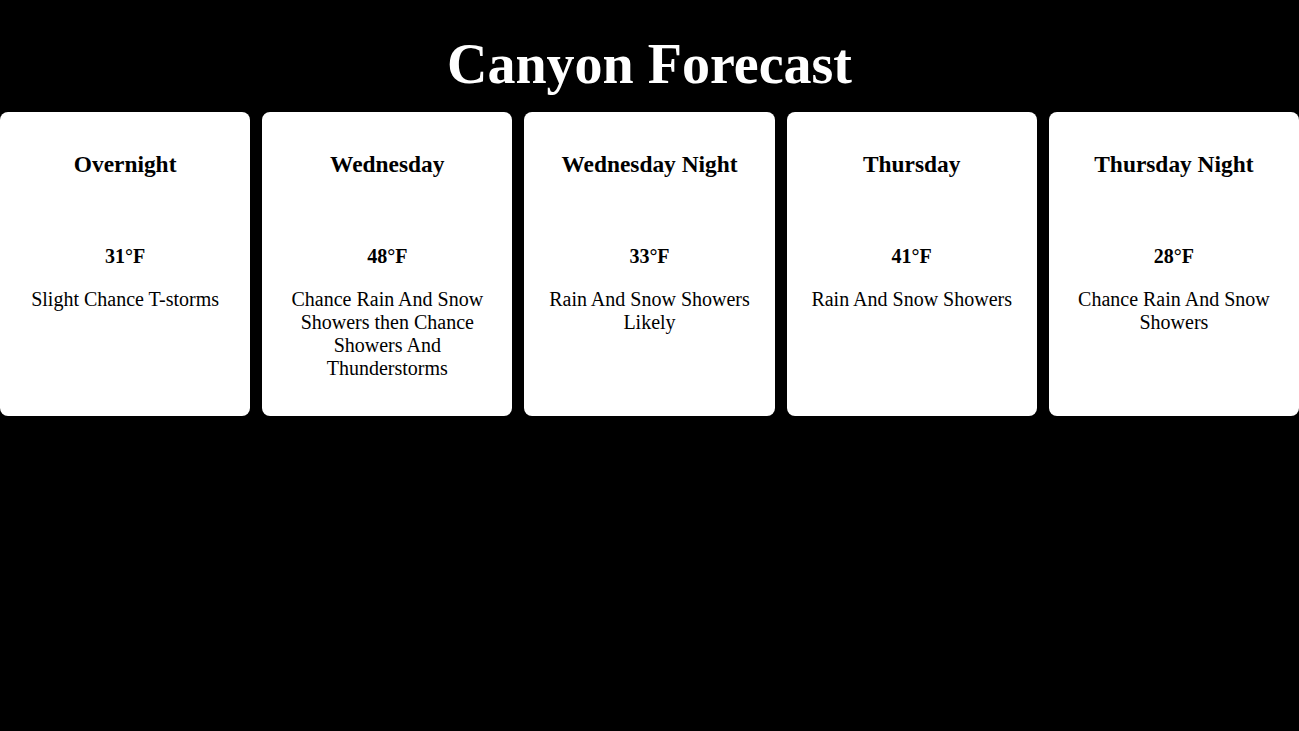 Canyon Forecast
Overnight
31°F
Slight Chance T-storms
Wednesday
48°F
Chance Rain And Snow
Showers then Chance
Showers And
Thunderstorms
Wednesday Night
33°F
Rain And Snow Showers
Likely
Thursday
41°F
Rain And Snow Showers
Thursday Night
28°F
Chance Rain And Snow
Showers